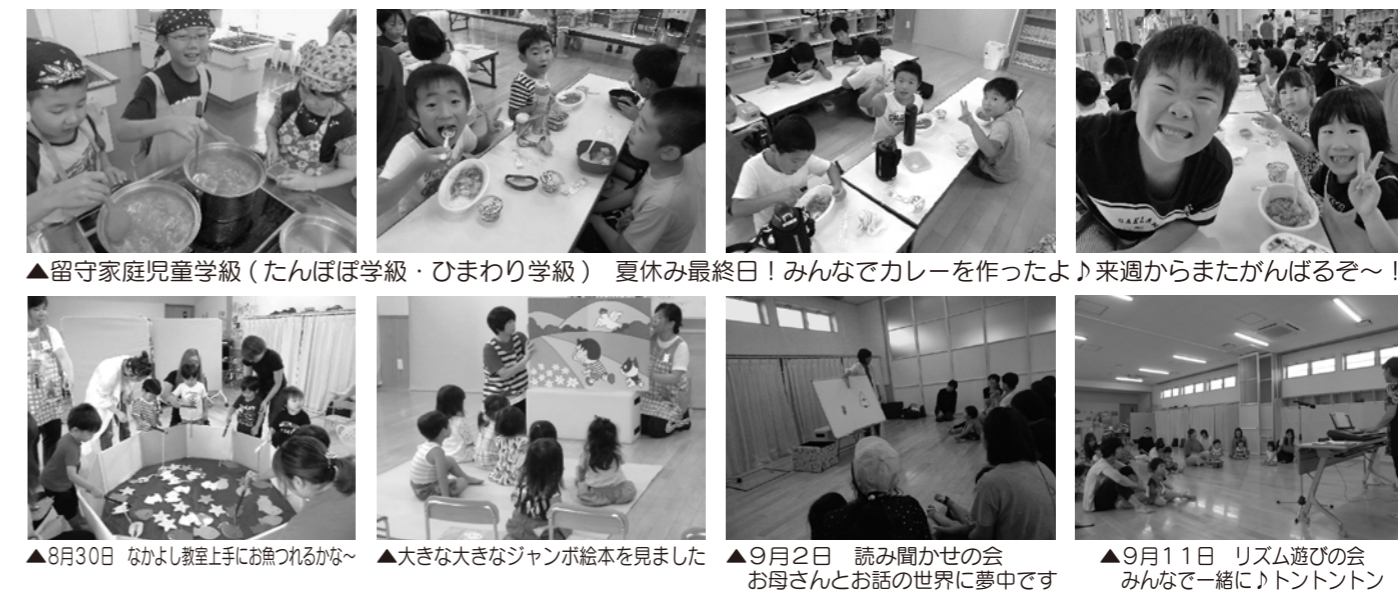 ▲留守家庭児童学級(たんぽぽ学級・ひまわり学級)　夏休み最終日！みんなでカレーを作ったよ♪来週からまたがんばるぞ〜！
▲8月30日　なかよし教室上手にお魚つれるかな〜
▲大きな大きなジャンボ絵本を見ました
▲9月2日　読み聞かせの会
お母さんとお話の世界に夢中です
▲9月11日　リズム遊びの会
みんなで一緒に♪トントントン